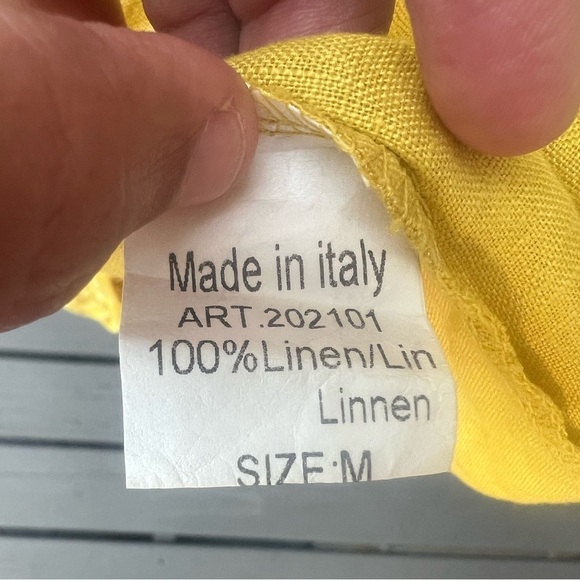 Made in italy
ART.202101
100%Linen/Lin
Linnen
SIZE:M